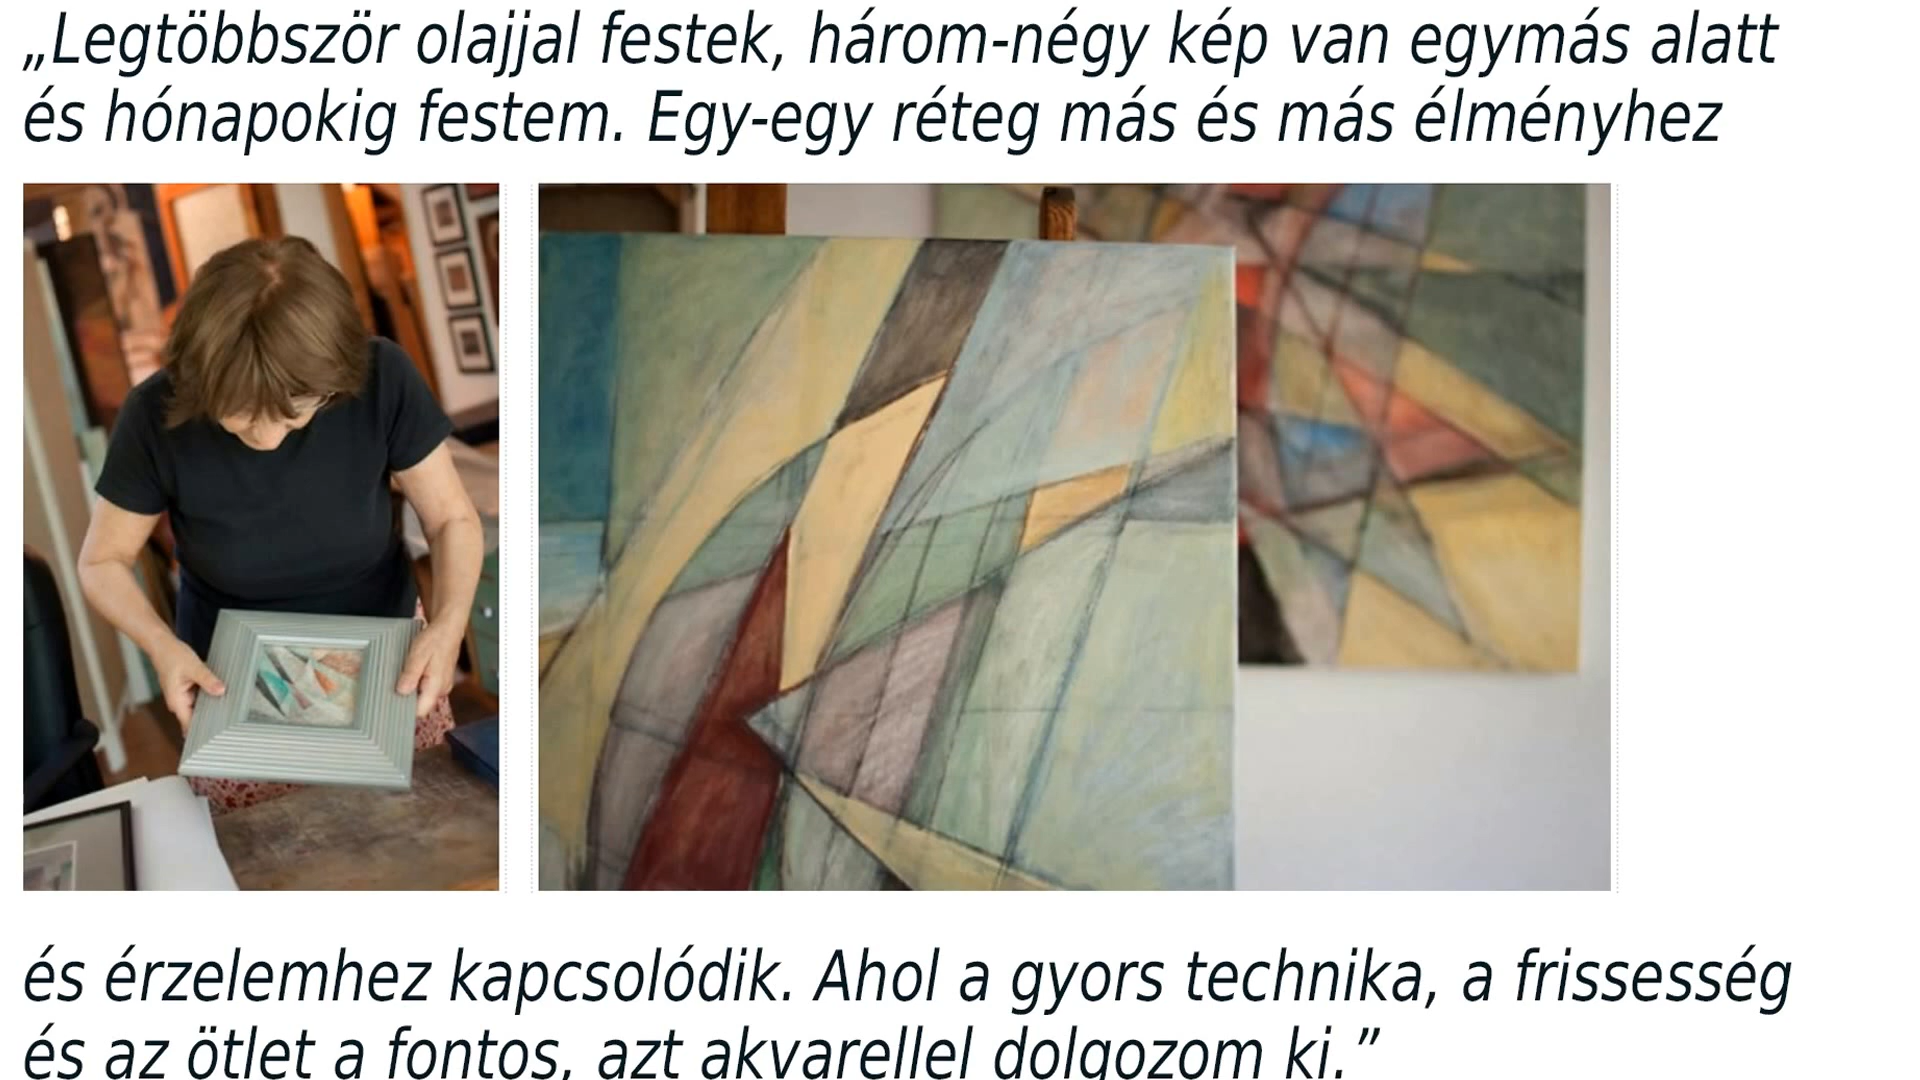 „Legtöbbször olajjal festek, három-négy kép van egymás alatt
és hónapokig festem. Egy-egy réteg más és más élményhez
és érzelemhez kapcsolódik. Ahol a gyors technika, a frissesség
és az ötlet a fontos, azt akvarellel dolgozom ki.”